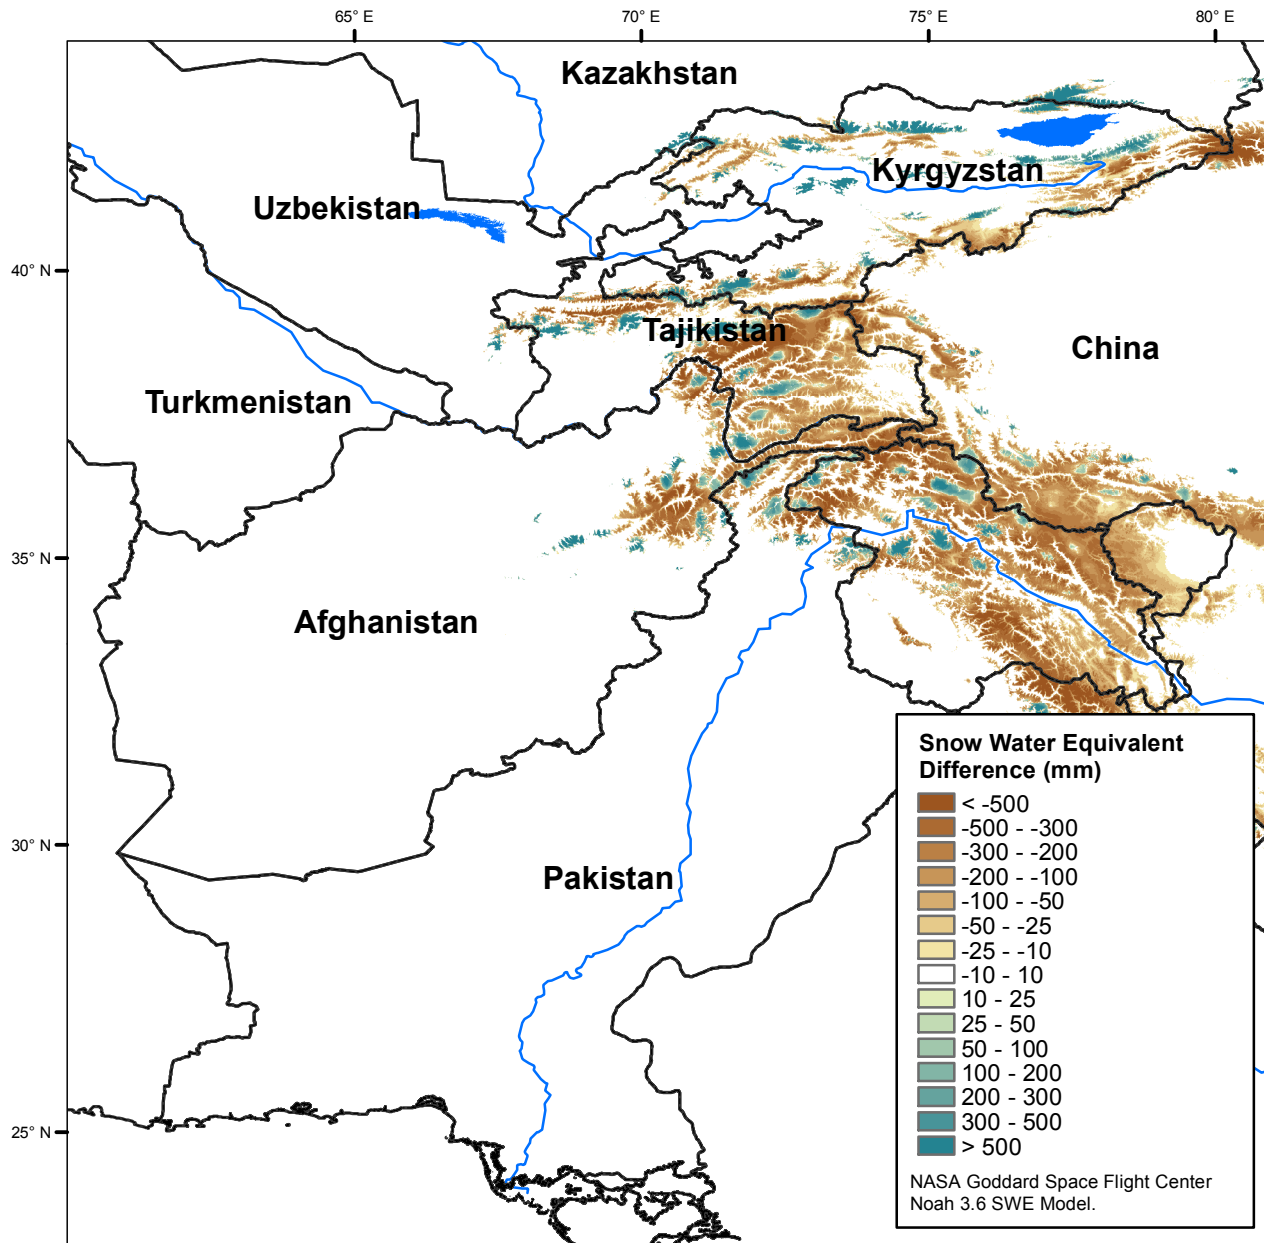 65° E
70° E
75° E
80° E
Kazakhstan
Kyrgyzstan
Uzbekistan
40° N
Tajikistan
China
Turkmenistan
35° N
Afghanistan
Snow Water Equivalent
Difference (mm)
< -500
-500 - -300
-300 - -200
-200 - -100
-100 - -50
-50 - -25
-25 - -10
-10 - 10
10 - 25
25 - 50
50 - 100
100 - 200
200 - 300
300 - 500
> 500
NASA Goddard Space Flight Center
Noah 3.6 SWE Model.
30° N
Pakistan
25° N